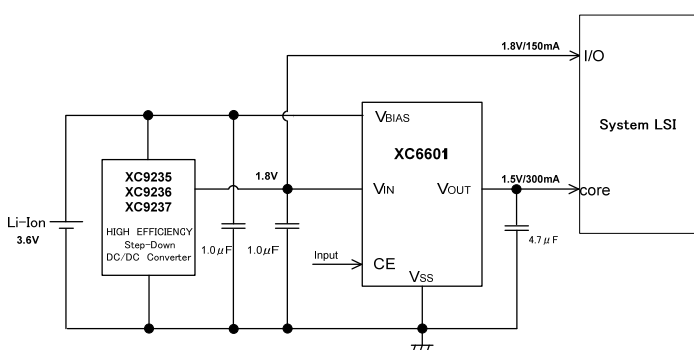 1.8V/150mA
I/O
System LSI
VBIAS
XC6601
XC9235
XC9236
XC9237
1.8V
VIN
VOUT
1.5V/300mA
core
Li-Ion
3.6V
HIGH EFFICIENCY
Step-Down
DC/DC Converter
1.0μF
1.0μF
Input
CE
4.7μF
VSS